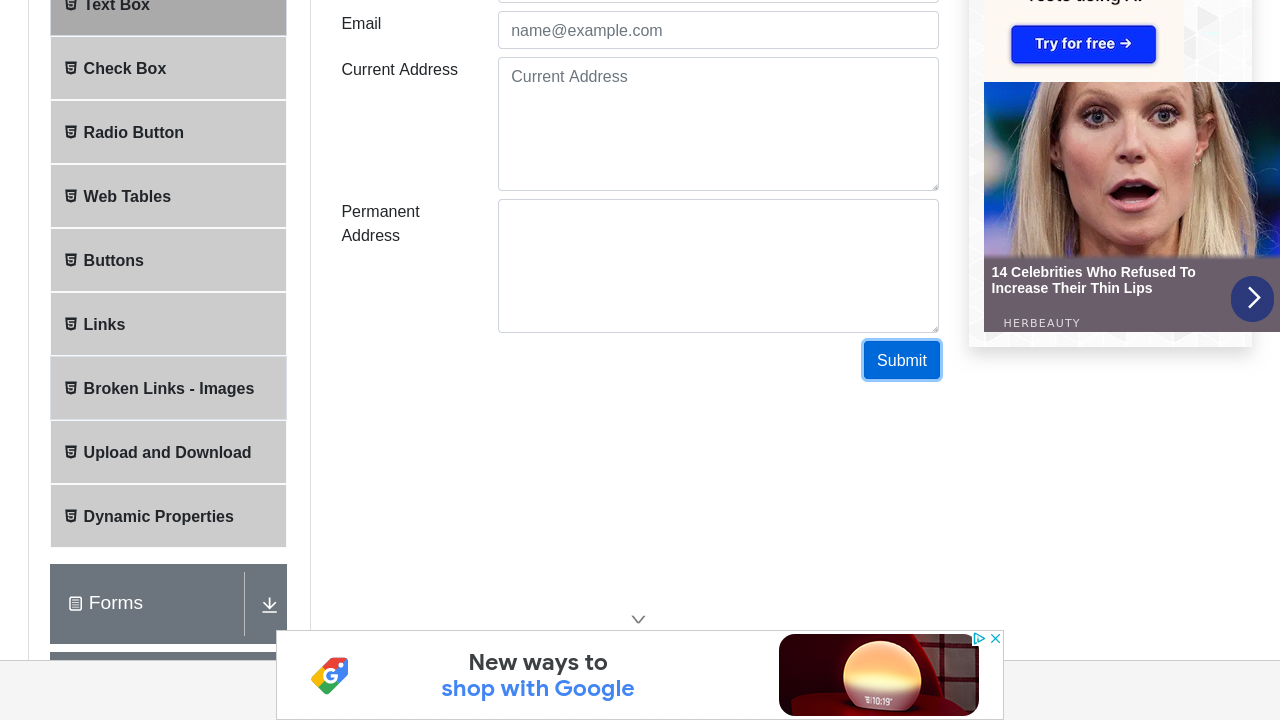 Text Box
Check Box
Radio Button
Web Tables
Buttons
Links
Broken Links - Images
Upload and Download
Dynamic Properties
Forms
Email
name@example.com
Current Address
Current Address
Permanent
Address
Submit
Try for free →
14 Celebrities Who Refused To
Increase Their Thin Lips
HERBEAUTY
New ways to
shop with Google
10:19